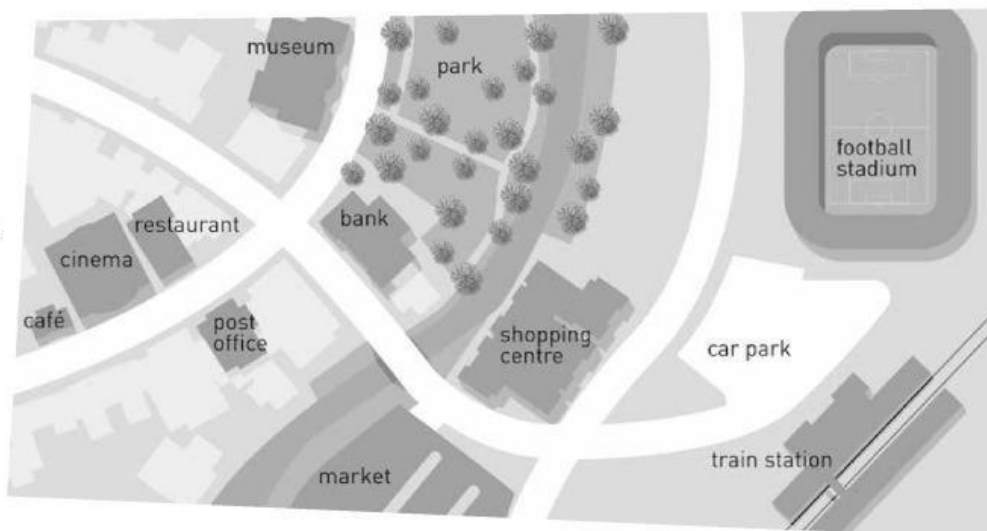 museum
park
football
stadium
restaurant
bank
cinema
café
post
office
shopping
centre
car park
train station
market